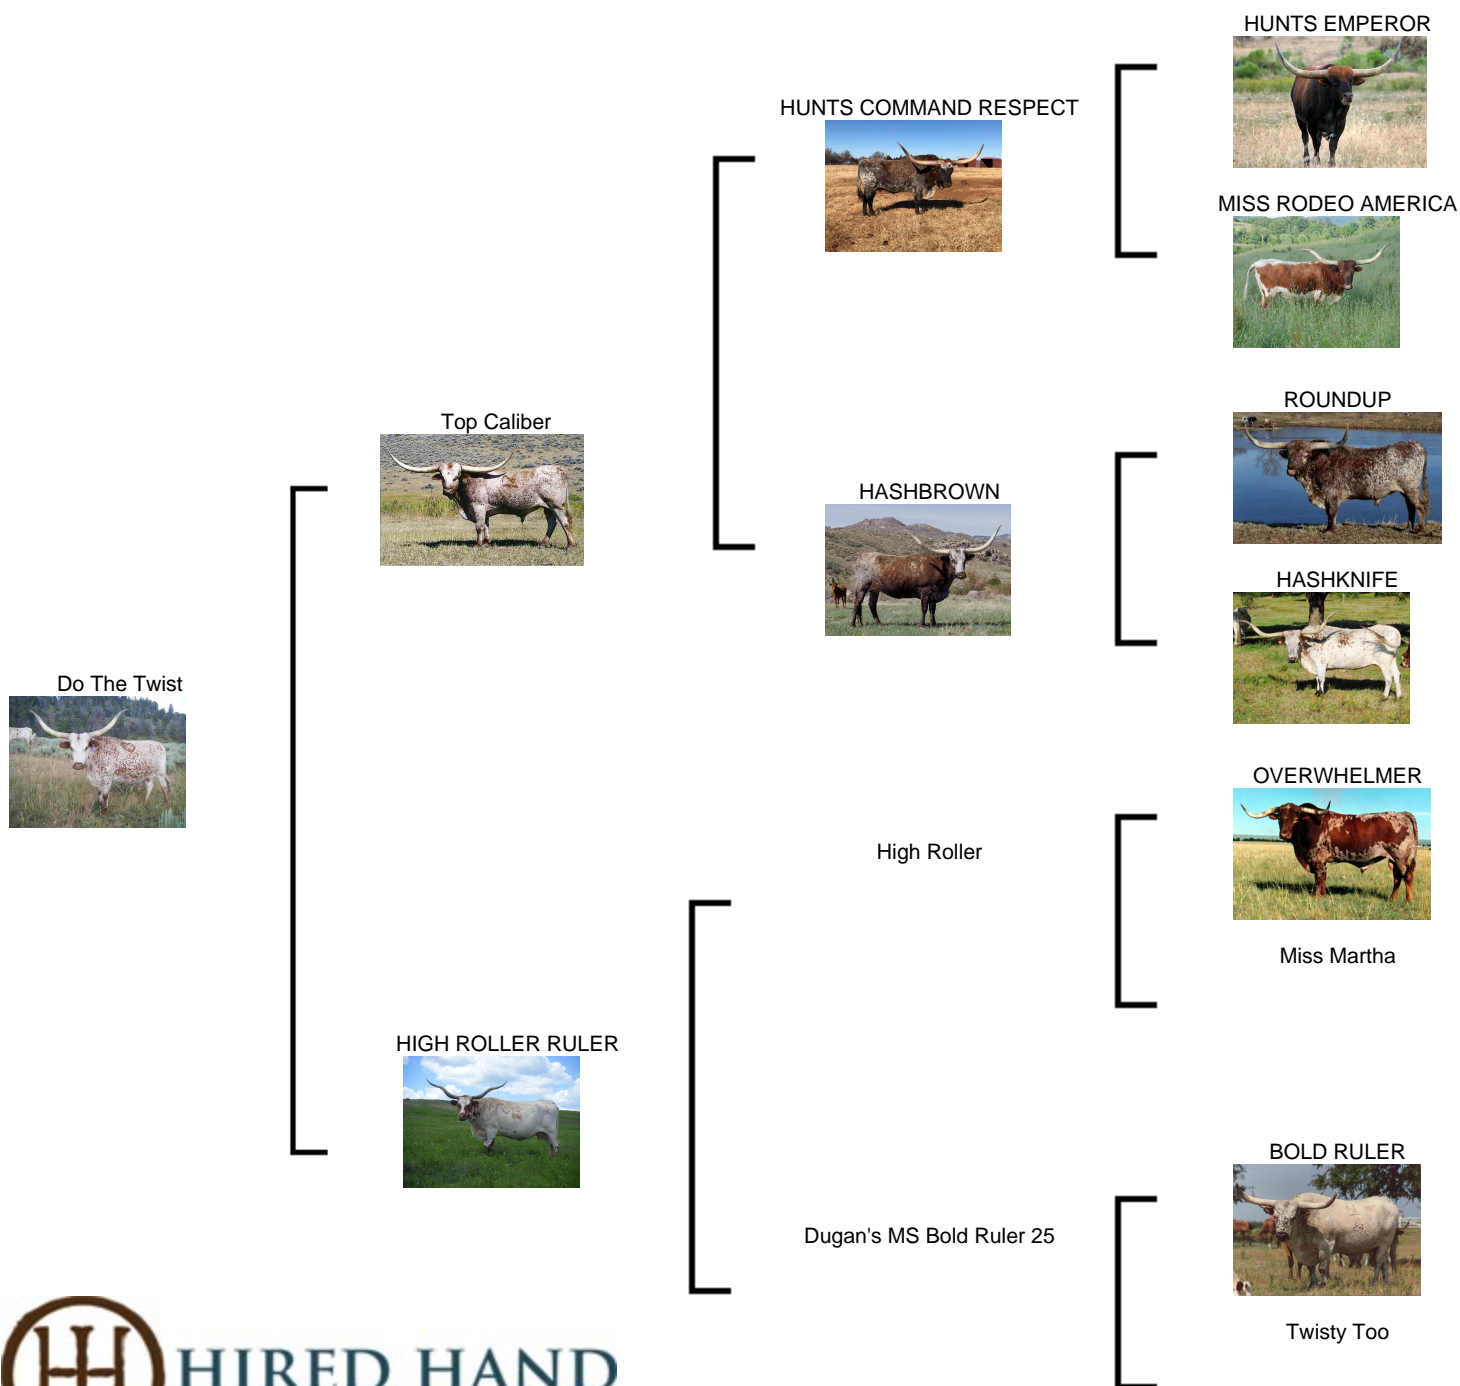 HUNTS EMPEROR
HUNTS COMMAND RESPECT
MISS RODEO AMERICA
Top Caliber
ROUNDUP
HASHBROWN
HASHKNIFE
Do The Twist
OVERWHELMER
High Roller
Miss Martha
HIGH ROLLER RULER
BOLD RULER
Dugan's MS Bold Ruler 25
Twisty Too
HIRED HAND